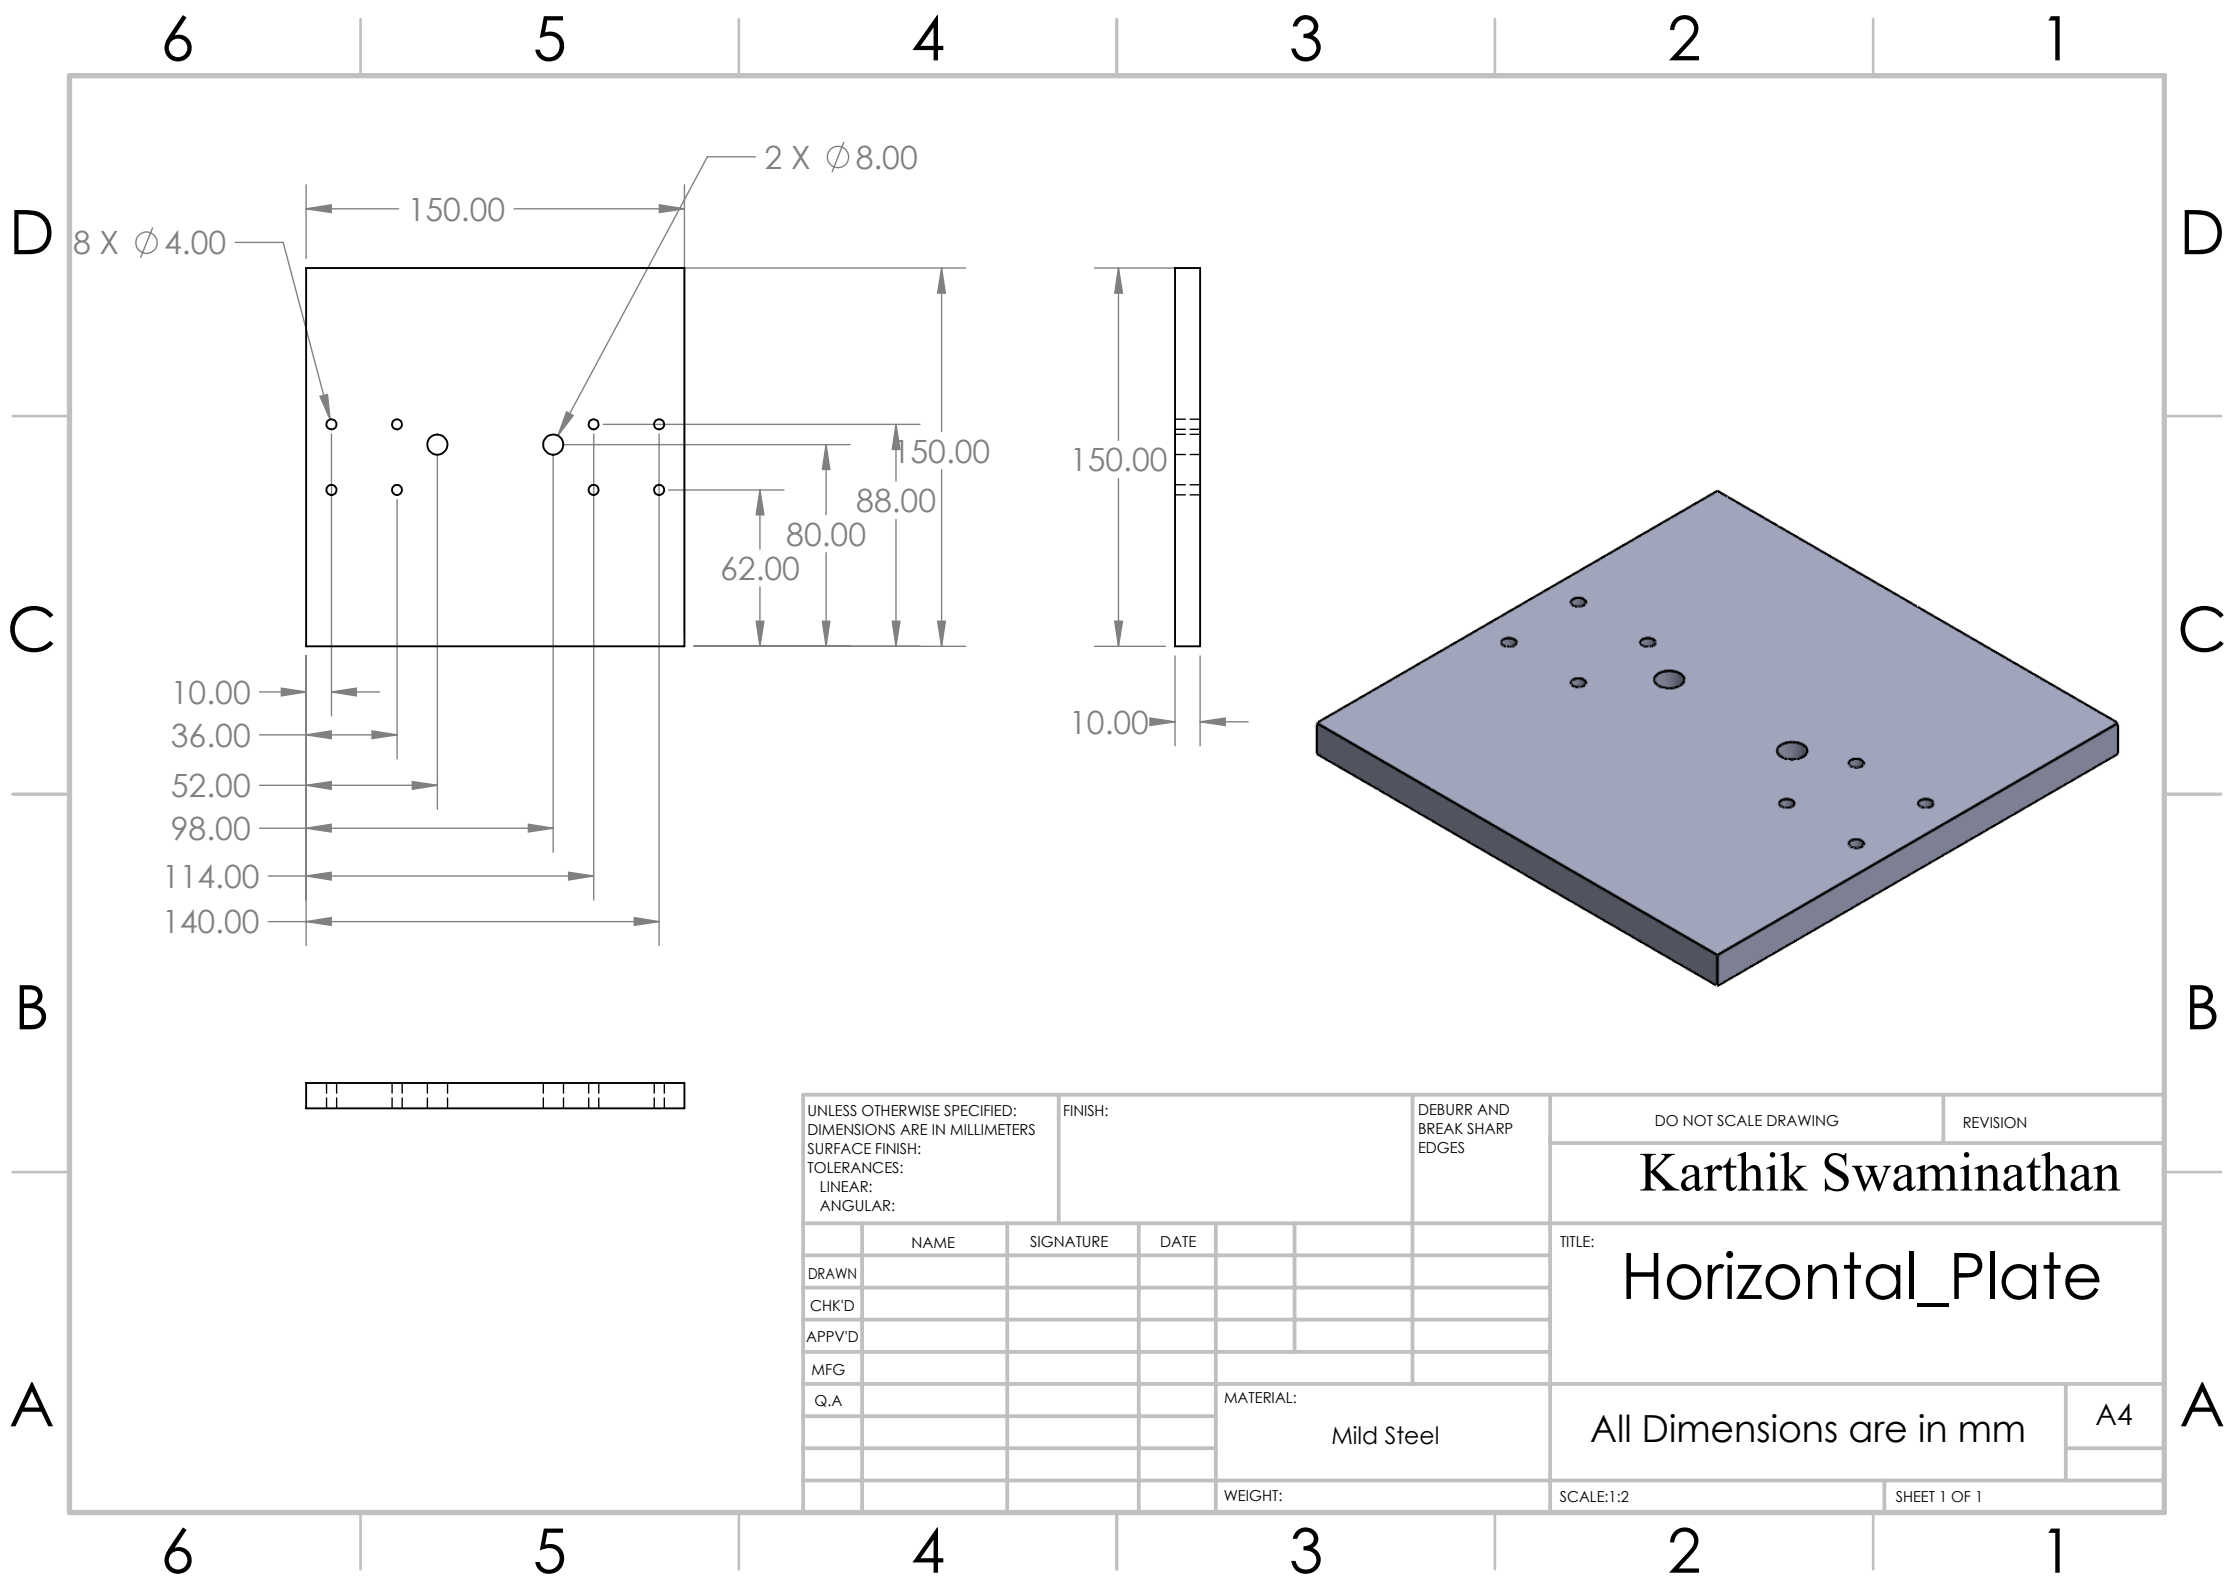 6 5 4 3 2 1
2 X ∅8.00
150.00
D D
8 X ∅4.00
150.00
150.00
88.00
80.00
62.00
C C
10.00
10.00
36.00
52.00
98.00
114.00
140.00
B B
UNLESS OTHERWISE SPECIFIED:
DIMENSIONS ARE IN MILLIMETERS
SURFACE FINISH:
TOLERANCES:
LINEAR:
ANGULAR:
FINISH:
DEBURR AND
BREAK SHARP
EDGES
DO NOT SCALE DRAWING
REVISION
Karthik Swaminathan
NAME SIGNATURE DATE
DRAWN
CHK'D
APPV'D
MFG
Q.A
TITLE:
Horizontal_Plate
MATERIAL:
Mild Steel
All Dimensions are in mm
A4
A A
WEIGHT:
SCALE:1:2
SHEET 1 OF 1
6 5 4 3 2 1